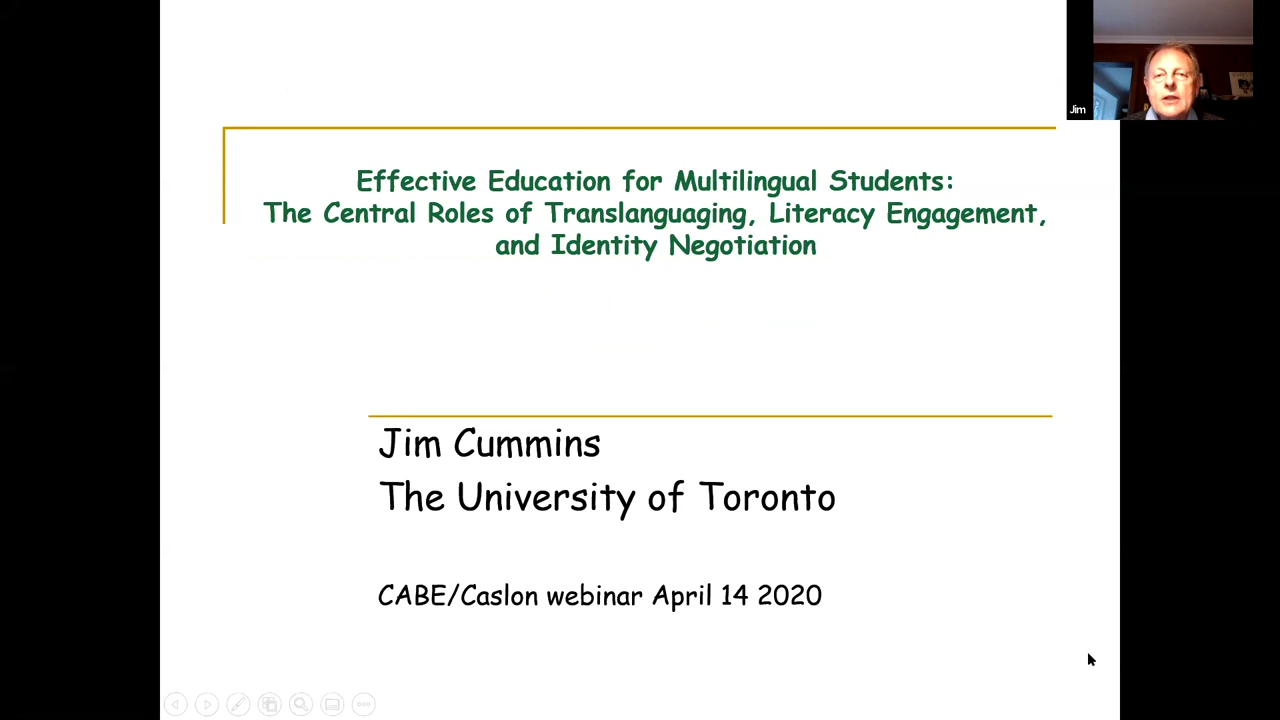 Jim
Effective Education for Multilingual Students:
The Central Roles of Translanguaging, Literacy Engagement,
and Identity Negotiation
Jim Cummins
The University of Toronto
CABE/Caslon webinar April 14 2020